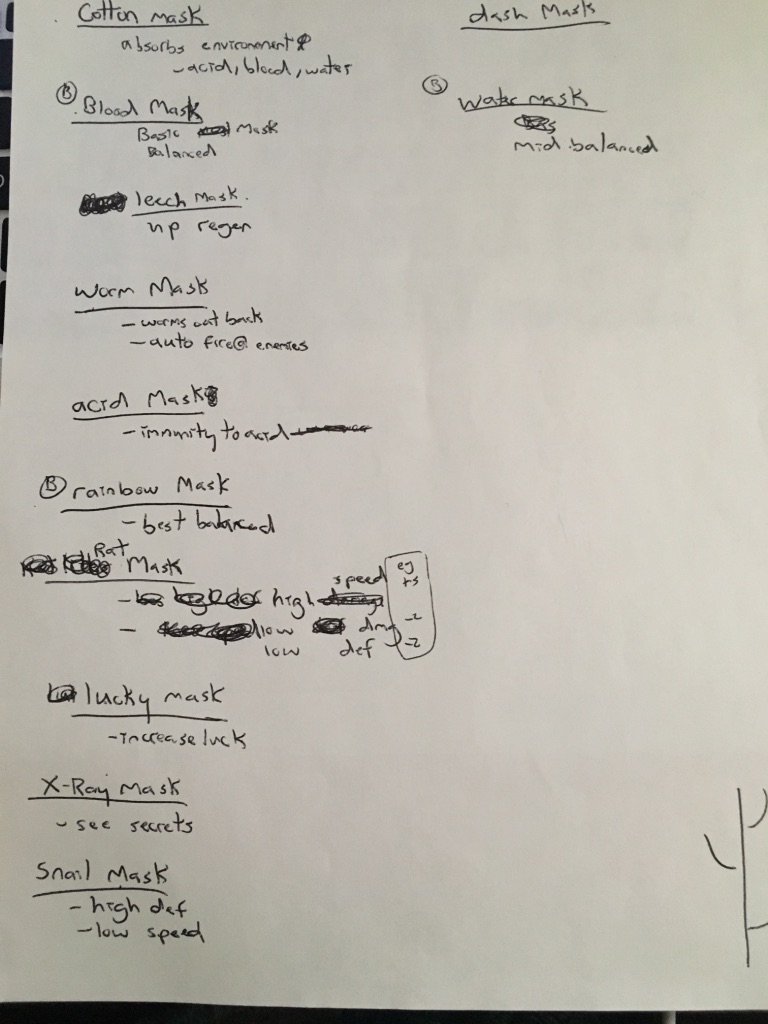 Cotton mask
absorbs environment
- acid, blood, water
Ⓑ
Blood Mask
Basic Mask
Balanced
leech Mask.
hp regen
Worm Mask
- worms out back
- auto fire@ enemies
acid Mask
- immunity to acid
Ⓑ rainbow Mask
- best balanced
Rat
Mask
- high speed
- low dmg
low def
eg
+5
-2
-2
lucky mask
- increase luck
X-Ray Mask
- see secrets
Snail Mask
- high def
- low speed
dash Mask
Ⓑ
Water mask
mid balanced